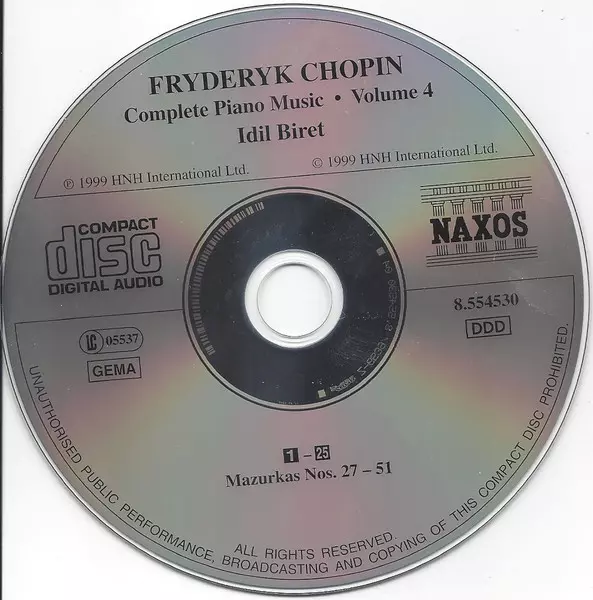 FRYDERYK CHOPIN
Complete Piano Music • Volume 4
Idil Biret
℗ 1999 HNH International Ltd.
© 1999 HNH International Ltd.
COMPACT
disc
DIGITAL AUDIO
NAXOS
8.554530
DDD
LC 05537
GEMA
1 – 25
Mazurkas Nos. 27 – 51
ALL RIGHTS RESERVED.
UNAUTHORISED PUBLIC PERFORMANCE, BROADCASTING AND COPYING OF THIS COMPACT DISC PROHIBITED.